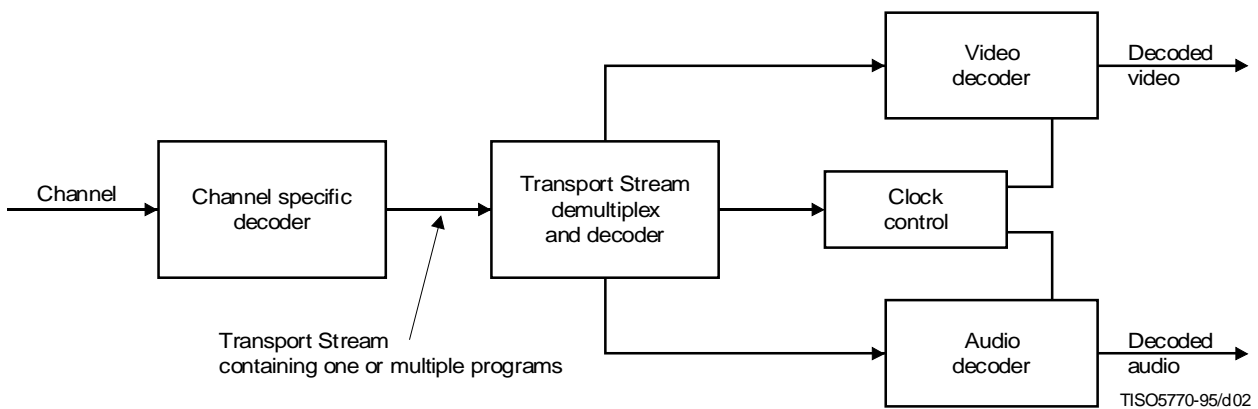 Channel
Channel specific
decoder
Transport Stream
containing one or multiple programs
Transport Stream
demultiplex
and decoder
Clock
control
Video
decoder
Decoded
video
Audio
decoder
Decoded
audio
TISO5770-95/d02